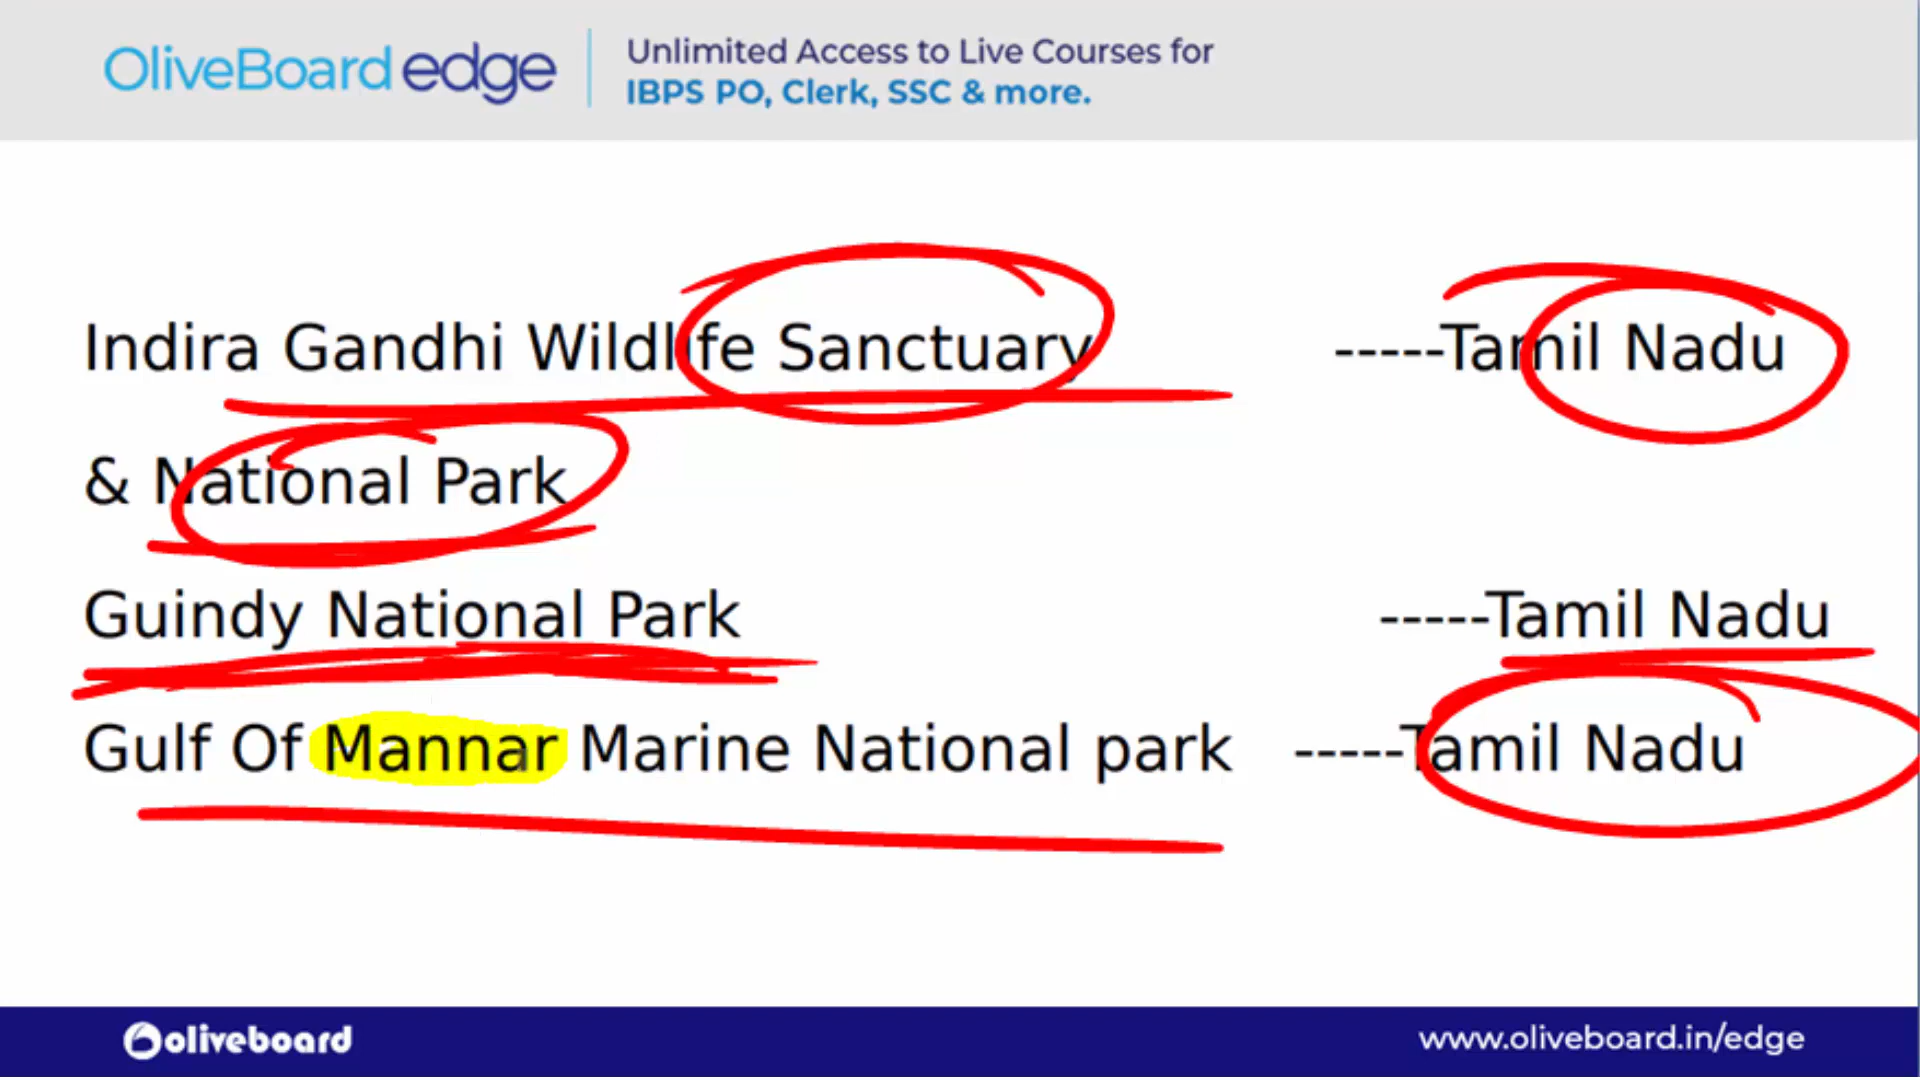 OliveBoard edge
Unlimited Access to Live Courses for
IBPS PO, Clerk, SSC & more.
Indira Gandhi Wildlife Sanctuary -----Tamil Nadu
& National Park
Guindy National Park -----Tamil Nadu
Gulf Of Mannar Marine National park -----Tamil Nadu
oliveboard www.oliveboard.in/edge